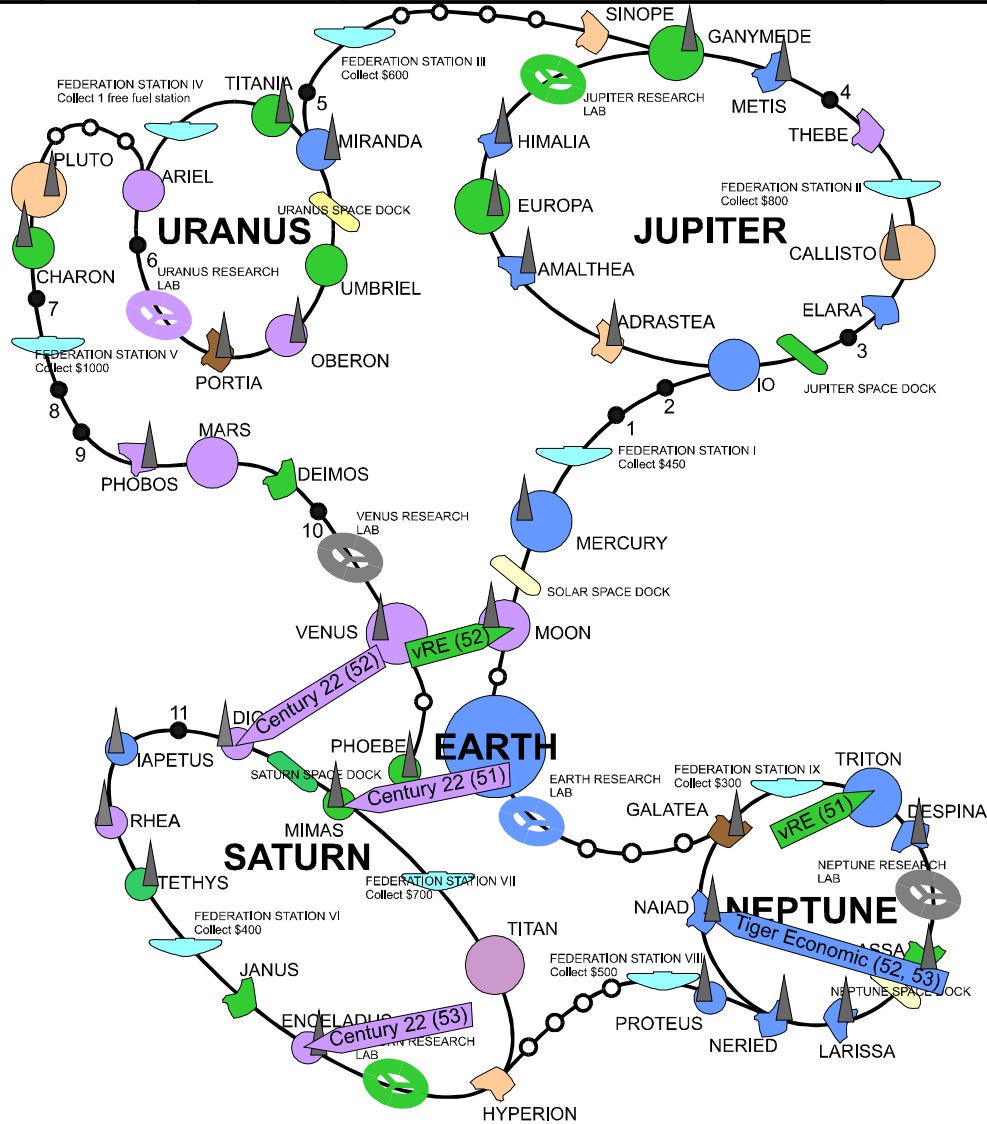 SINOPE
GANYMEDE
FEDERATION STATION III
Collect $600
FEDERATION STATION IV
Collect 1 free fuel station
TITANIA
5
JUPITER RESEARCH
LAB
METIS
4
THEBE
MIRANDA
HIMALIA
PLUTO
ARIEL
FEDERATION STATION II
Collect $800
URANUS SPACE DOCK
EUROPA
URANUS
JUPITER
6
CALLISTO
CHARON
URANUS RESEARCH
LAB
UMBRIEL
AMALTHEA
7
ELARA
ADRASTEA
FEDERATION STATION V
Collect $1000
OBERON
3
PORTIA
IO
JUPITER SPACE DOCK
8
2
1
9
MARS
FEDERATION STATION I
Collect $450
PHOBOS
DEIMOS
VENUS RESEARCH
LAB
10
MERCURY
SOLAR SPACE DOCK
VENUS
vRE (52)
MOON
Century 22 (52)
11
IAPETUS
PHOEBE
EARTH
SATURN SPACE DOCK
Century 22 (51)
EARTH RESEARCH
LAB
FEDERATION STATION IX
Collect $300
TRITON
GALATEA
vRE (51)
DESPINA
RHEA
MIMAS
SATURN
NEPTUNE RESEARCH
LAB
TETHYS
FEDERATION STATION VII
Collect $700
NAIAD
NEPTUNE
FEDERATION STATION VI
Collect $400
TITAN
Tiger Economic (52, 53)
JANUS
FEDERATION STATION VIII
Collect $500
NEPTUNE SPACE DOCK
ENCELADUS
Century 22 (53)
RESEARCH
LAB
PROTEUS
NERIED
LARISSA
HYPERION